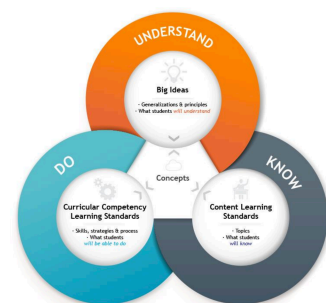 UNDERSTAND
Big Ideas
- Generalizations & principles
- What students will understand
DO
KNOW
Concepts
Curricular Competency
Learning Standards
- Skills, strategies & process
- What students
will be able to do
Content Learning
Standards
- Topics
- What students
will know